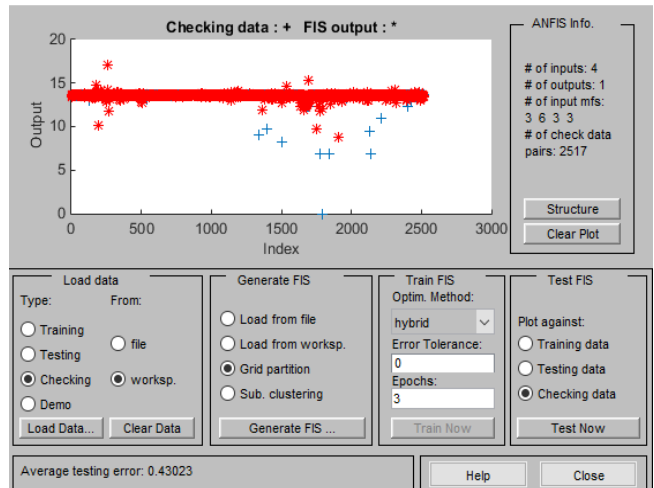 Checking data : +   FIS output : *
20
15
10
5
0
Output
0 500 1000 1500 2000 2500 3000
Index
ANFIS Info.
# of inputs: 4
# of outputs: 1
# of input mfs:
3 6 3 3
# of check data
pairs: 2517
Structure
Clear Plot
Load data
Type: From:
Training
Testing
Checking
Demo
file
worksp.
Load Data... Clear Data
Generate FIS
Load from file
Load from worksp.
Grid partition
Sub. clustering
Generate FIS ...
Train FIS
Optim. Method:
hybrid
Error Tolerance:
0
Epochs:
3
Train Now
Test FIS
Plot against:
Training data
Testing data
Checking data
Test Now
Average testing error: 0.43023
Help Close